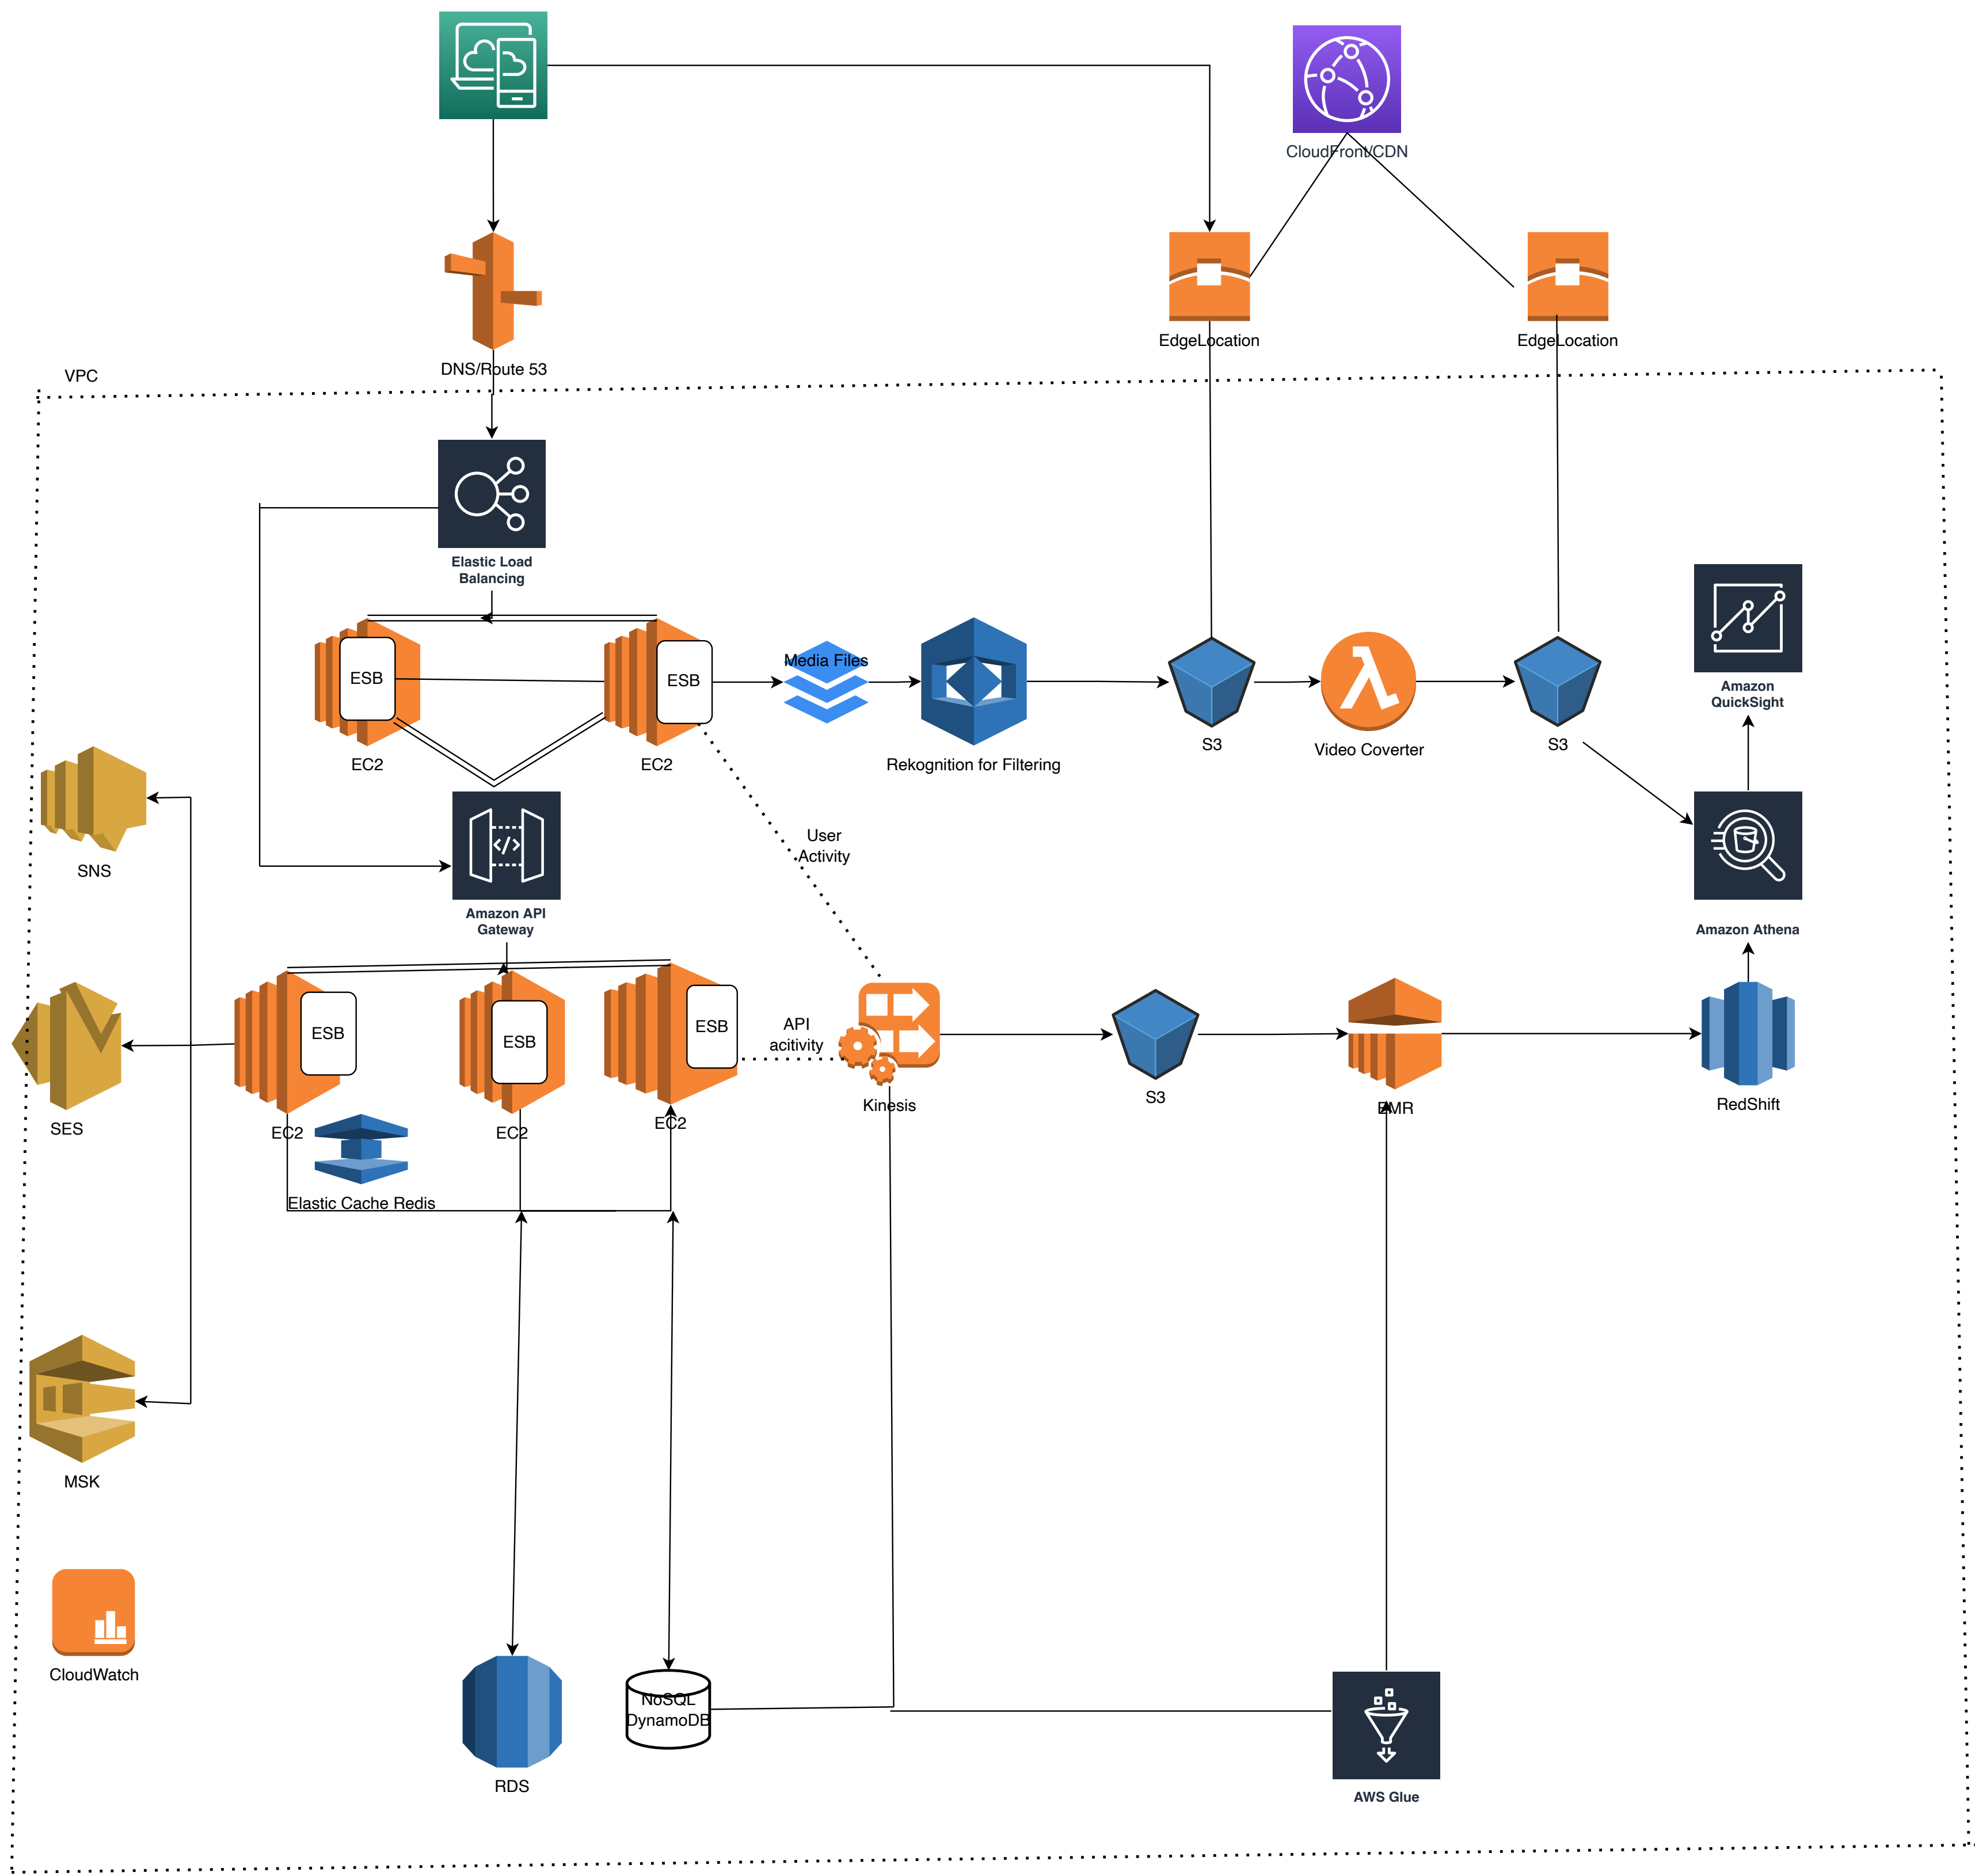 CloudFront/CDN
EdgeLocation
EdgeLocation
DNS/Route 53
VPC
Elastic Load
Balancing
ESB
ESB
Media Files
EC2
EC2
Rekognition for Filtering
S3
Video Coverter
S3
Amazon
QuickSight
User
Activity
SNS
Amazon API
Gateway
Amazon Athena
ESB
ESB
ESB
API
acitivity
SES
EC2
EC2
EC2
Kinesis
S3
EMR
RedShift
Elastic Cache Redis
MSK
CloudWatch
NoSQL
DynamoDB
RDS
AWS Glue